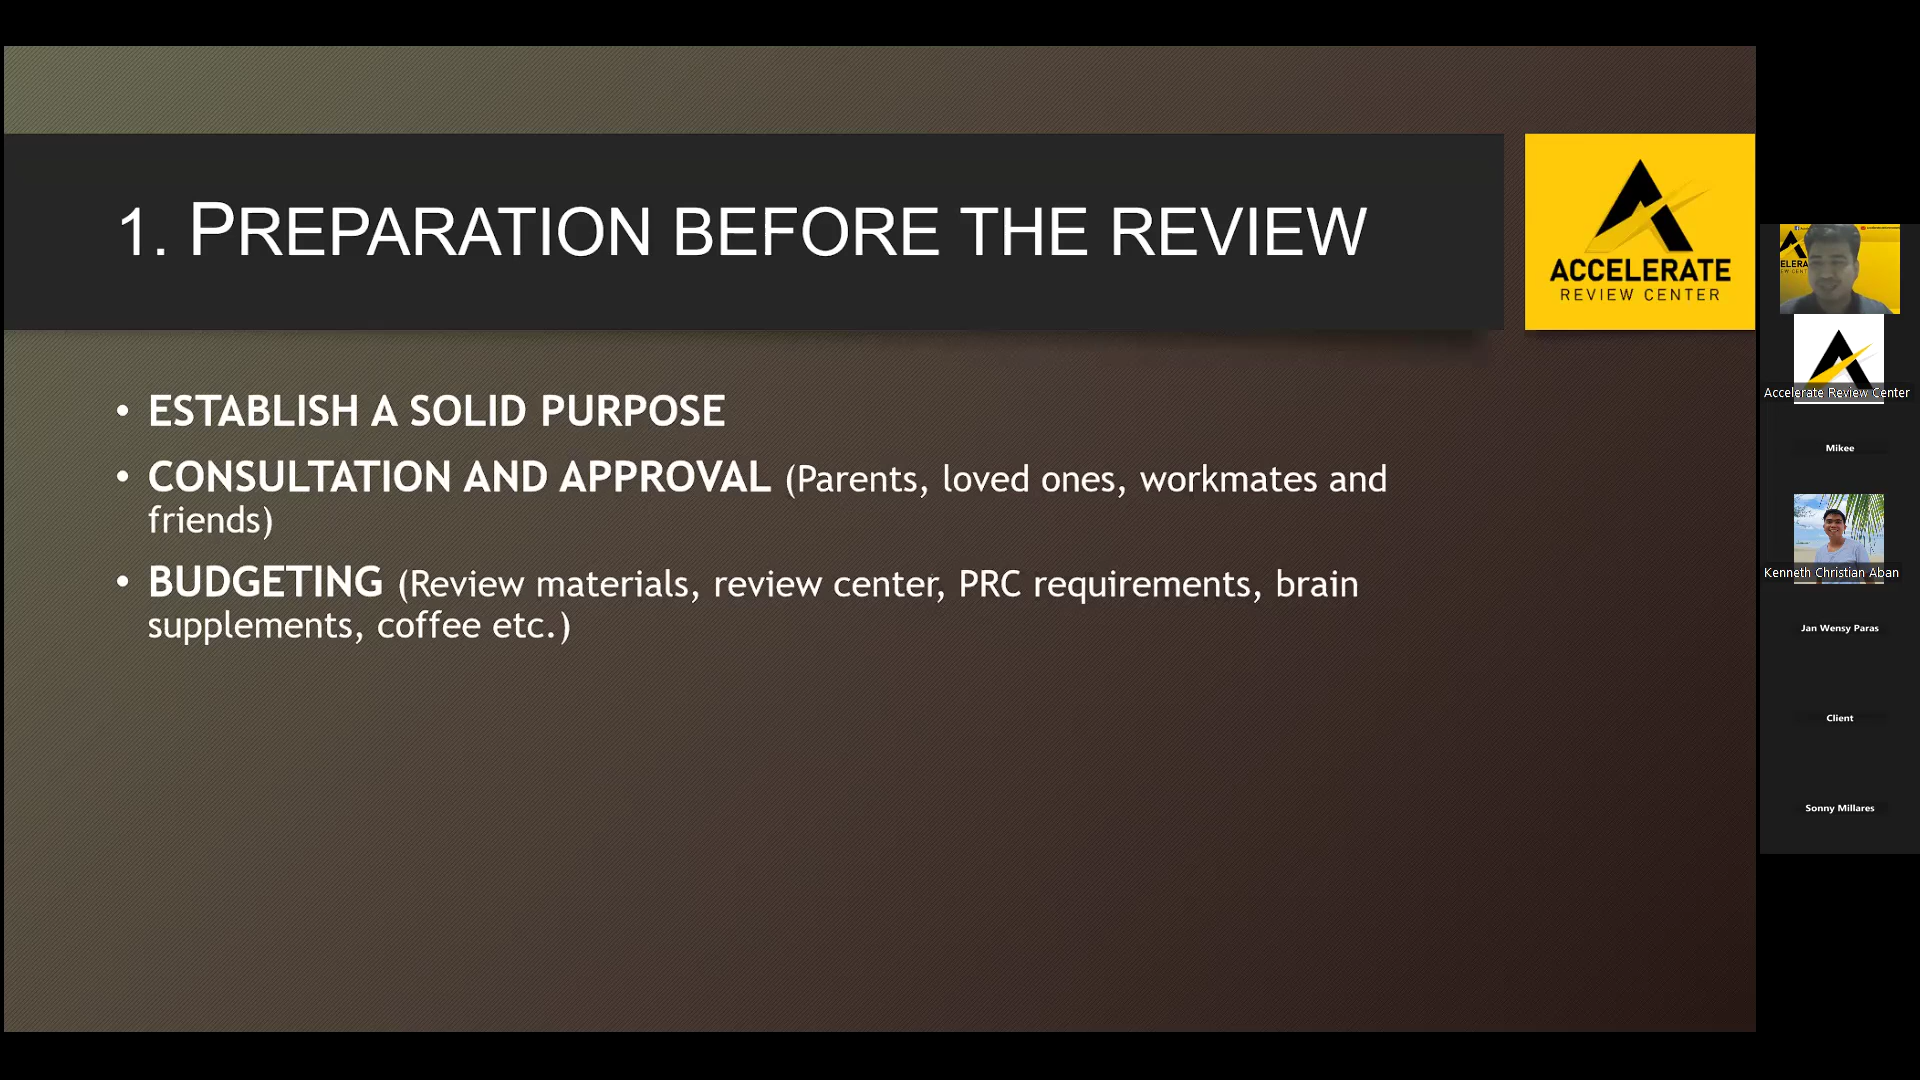 1. PREPARATION BEFORE THE REVIEW
ACCELERATE
REVIEW CENTER
• ESTABLISH A SOLID PURPOSE
• CONSULTATION AND APPROVAL (Parents, loved ones, workmates and
friends)
• BUDGETING (Review materials, review center, PRC requirements, brain
supplements, coffee etc.)
Accelerate Review Center
Mikee
Kenneth Christian Aban
Jan Wensy Paras
Client
Sonny Millares